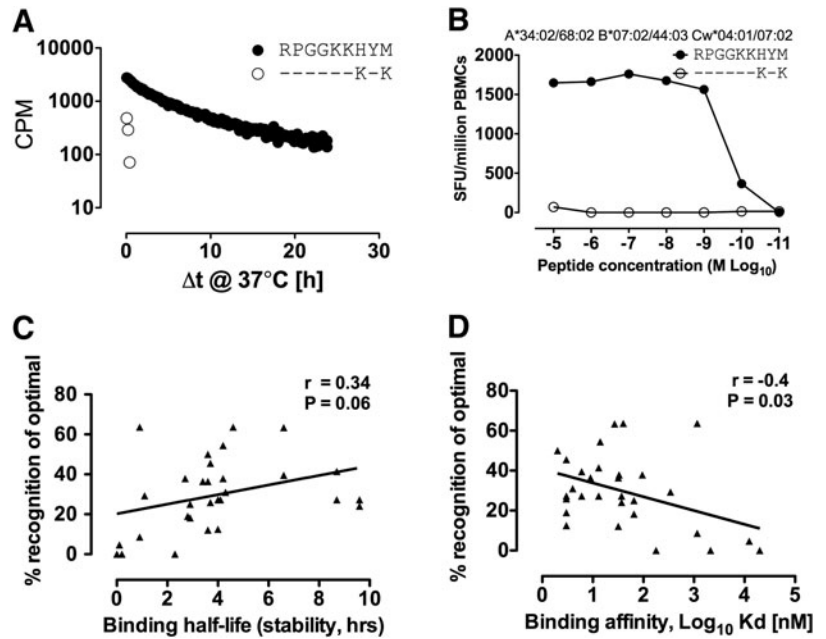 A
CPM
10000
1000
100
10
0
10
20
30
Δt @ 37°C [h]
RPGGKKHYM
------K-K
B
A*34:02/68:02 B*07:02/44:03 Cw*04:01/07:02
RPGGKKHYM
------K-K
SFU/million PBMCs
2000
1500
1000
500
0
-5 -6 -7 -8 -9 -10 -11
Peptide concentration (M Log10)
C
% recognition of optimal
80
60
40
20
0
r = 0.34
P = 0.06
0 2 4 6 8 10
Binding half-life (stability, hrs)
D
% recognition of optimal
80
60
40
20
0
r = -0.4
P = 0.03
0 1 2 3 4 5
Binding affinity, Log10 Kd [nM]